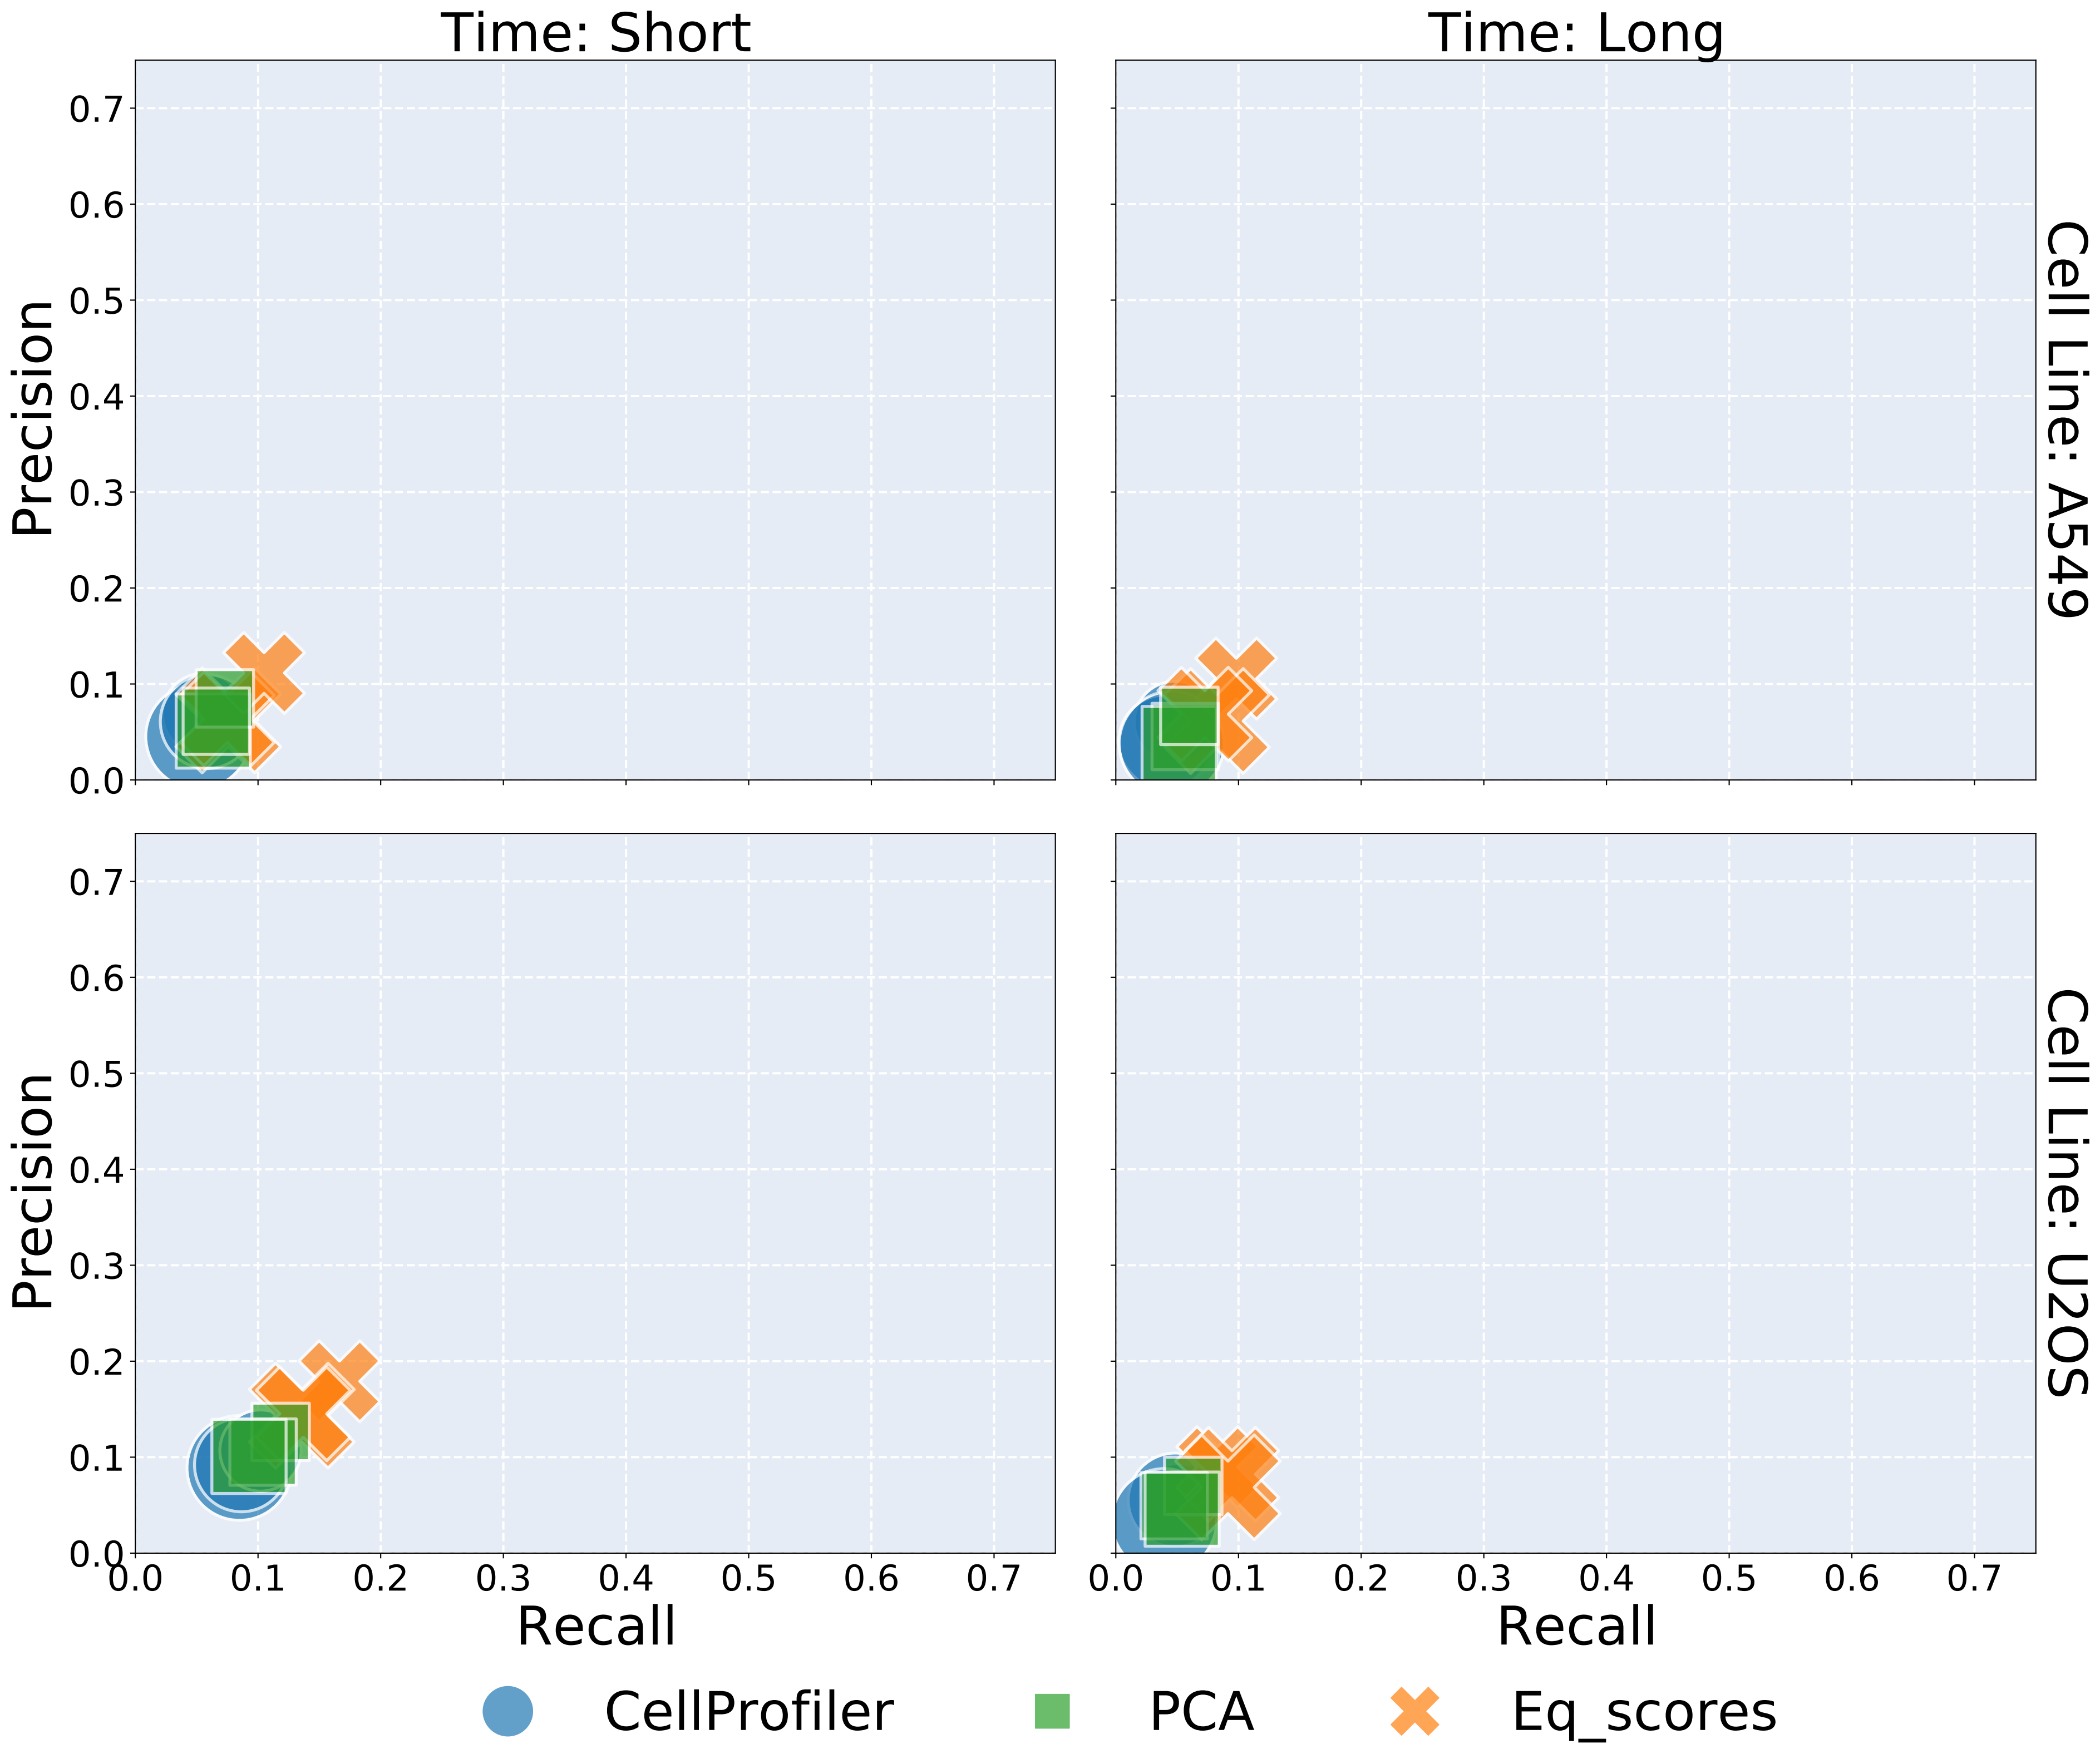 Time: Short
Time: Long
0.7
0.6
0.5
0.4
0.3
0.2
0.1
0.0
Precision
Cell Line: A549
0.7
0.6
0.5
0.4
0.3
0.2
0.1
0.0
Precision
Cell Line: U2OS
0.0 0.1 0.2 0.3 0.4 0.5 0.6 0.7
0.0 0.1 0.2 0.3 0.4 0.5 0.6 0.7
Recall
Recall
CellProfiler
PCA
Eq_scores